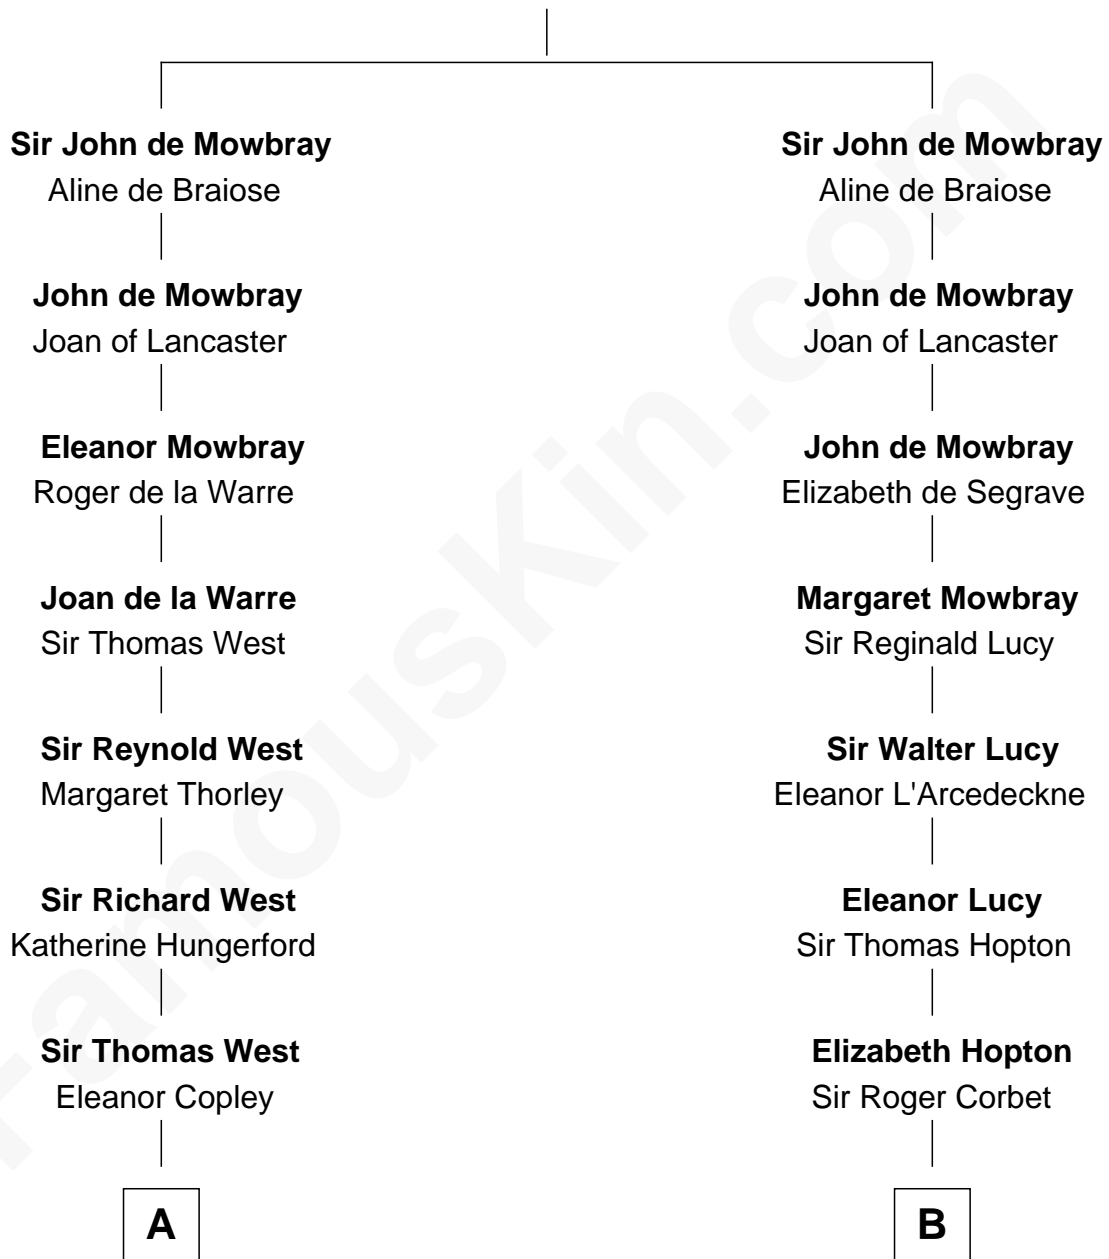 Sir John de Mowbray
Aline de Braiose
John de Mowbray
Joan of Lancaster
Eleanor Mowbray
Roger de la Warre
Joan de la Warre
Sir Thomas West
Sir Reynold West
Margaret Thorley
Sir Richard West
Katherine Hungerford
Sir Thomas West
Eleanor Copley
A
Sir John de Mowbray
Aline de Braiose
John de Mowbray
Joan of Lancaster
John de Mowbray
Elizabeth de Segrave
Margaret Mowbray
Sir Reginald Lucy
Sir Walter Lucy
Eleanor L'Arcedeckne
Eleanor Lucy
Sir Thomas Hopton
Elizabeth Hopton
Sir Roger Corbet
B
FamousKin.com